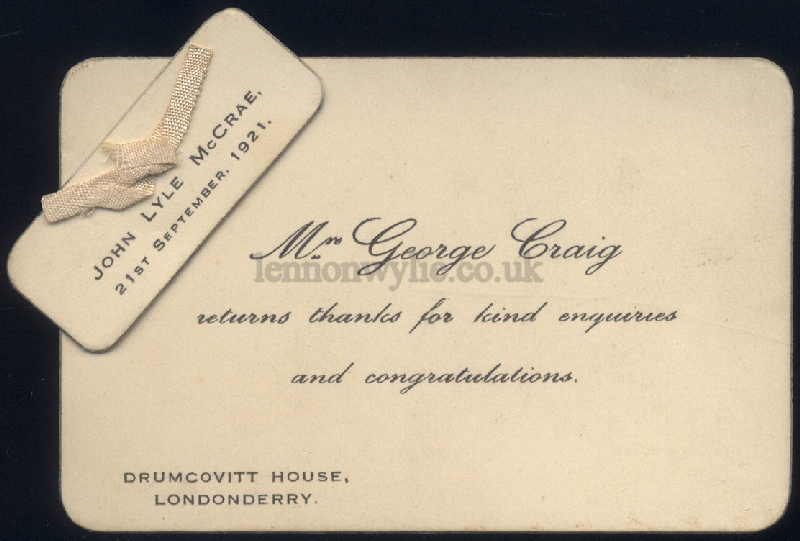 JOHN LYLE McCRAE.
21ST SEPTEMBER, 1921.
Mrs George Craig
lennonwylie.co.uk
returns thanks for kind enquiries
and congratulations.
DRUMCOVITT HOUSE,
LONDONDERRY.